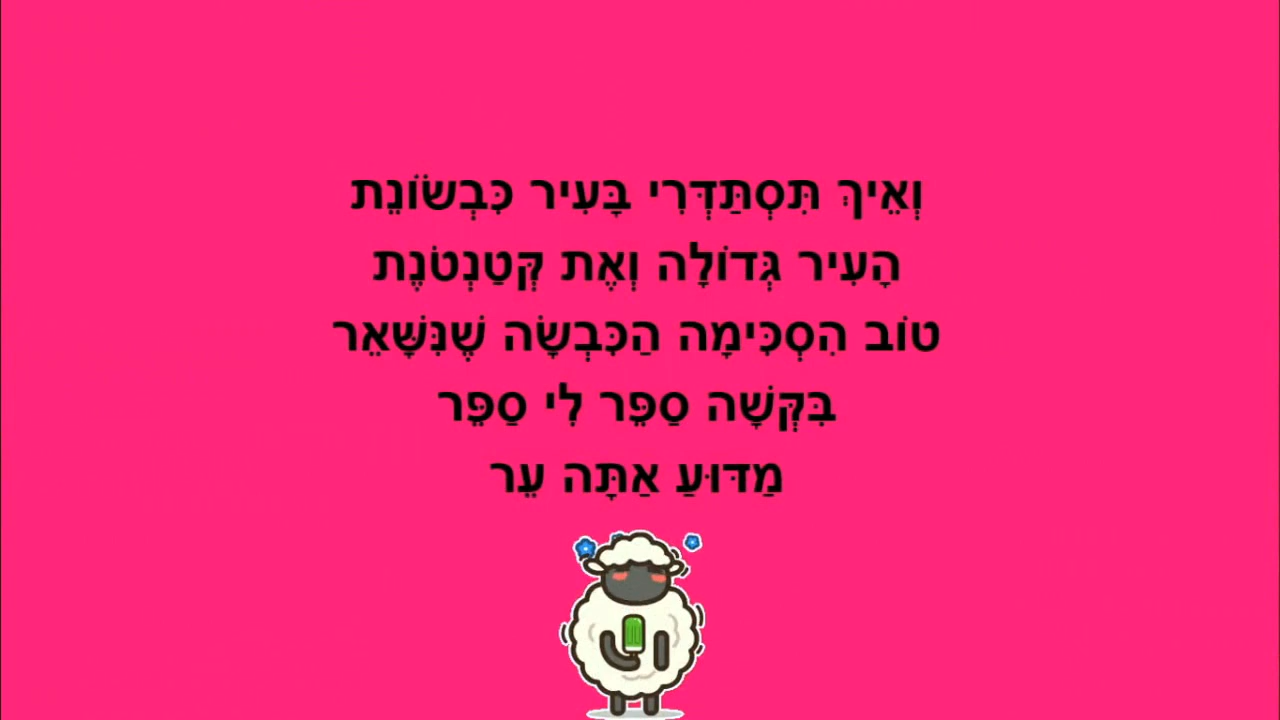 וְאֵיךְ תִּסְתַּדְּרִי בָּעִיר כִּבְשׂוֹנֵת
הָעִיר גְּדוֹלָה וְאֶת קְּטַנְטֹנֶת
טוֹב הִסְכִּימָה הַכִּבְשָׂה שֶׁנִּשָּׁאֵר
בִּקְּשָׁה סַפֵּר לִי סַפֵּר
מַדּוּעַ אַתָּה עֵר